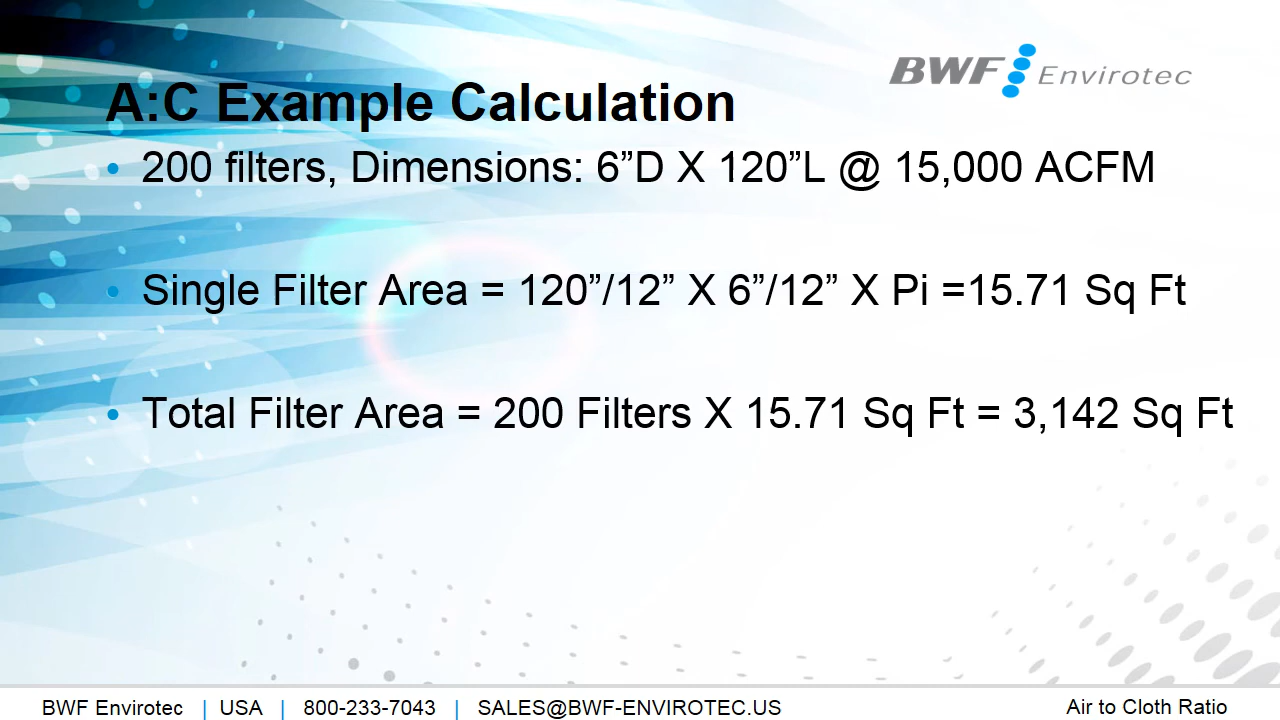 BWF Envirotec
A:C Example Calculation
• 200 filters, Dimensions: 6”D X 120”L @ 15,000 ACFM
• Single Filter Area = 120”/12” X 6”/12” X Pi =15.71 Sq Ft
• Total Filter Area = 200 Filters X 15.71 Sq Ft = 3,142 Sq Ft
BWF Envirotec | USA | 800-233-7043 | SALES@BWF-ENVIROTEC.US Air to Cloth Ratio